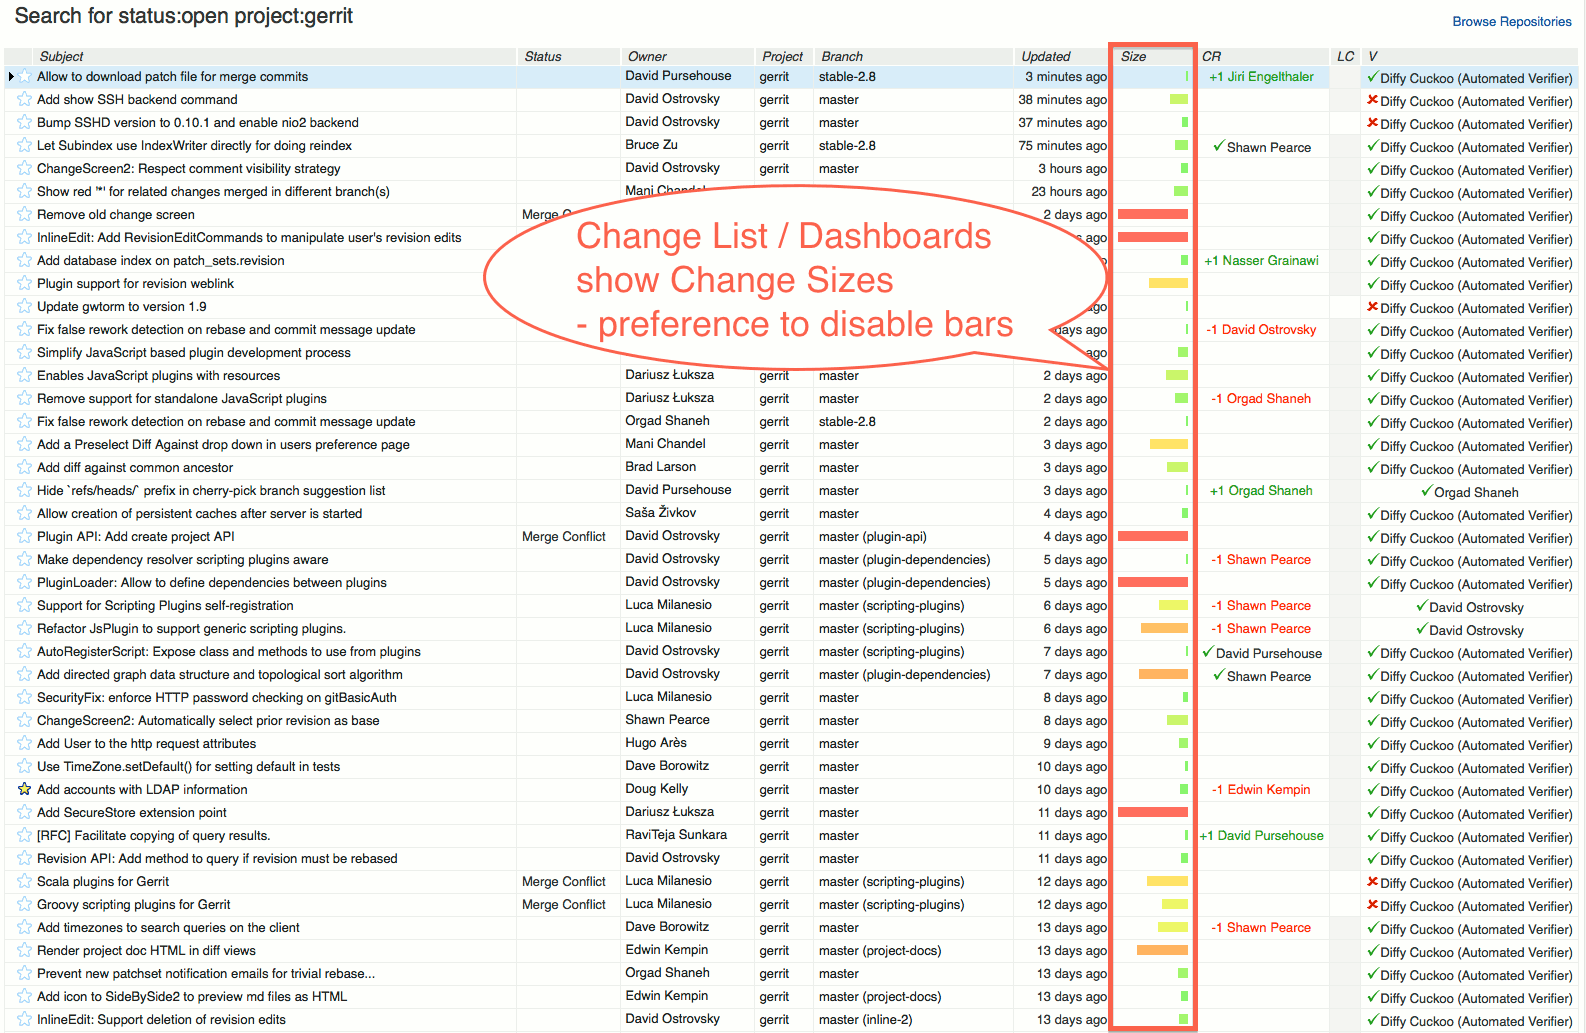 Search for status:open project:gerrit
Browse Repositories
Subject Status Owner Project Branch Updated Size CR LC V
Allow to download patch file for merge commits David Pursehouse gerrit stable-2.8 3 minutes ago +1 Jiri Engelthaler Diffy Cuckoo (Automated Verifier)
Add show SSH backend command David Ostrovsky gerrit master 38 minutes ago Diffy Cuckoo (Automated Verifier)
Bump SSHD version to 0.10.1 and enable nio2 backend David Ostrovsky gerrit master 37 minutes ago Diffy Cuckoo (Automated Verifier)
Let Subindex use IndexWriter directly for doing reindex Bruce Zu gerrit stable-2.8 75 minutes ago Shawn Pearce Diffy Cuckoo (Automated Verifier)
ChangeScreen2: Respect comment visibility strategy David Ostrovsky gerrit master 3 hours ago Diffy Cuckoo (Automated Verifier)
Show red '*' for related changes merged in different branch(s) Mani Chandel 23 hours ago Diffy Cuckoo (Automated Verifier)
Remove old change screen Merge 2 days ago Diffy Cuckoo (Automated Verifier)
InlineEdit: Add RevisionEditCommands to manipulate user's revision edits days ago Diffy Cuckoo (Automated Verifier)
Add database index on patch_sets.revision +1 Nasser Grainawi Diffy Cuckoo (Automated Verifier)
Plugin support for revision weblink Diffy Cuckoo (Automated Verifier)
Update gwtorm to version 1.9 Diffy Cuckoo (Automated Verifier)
Fix false rework detection on rebase and commit message update days ago -1 David Ostrovsky Diffy Cuckoo (Automated Verifier)
Simplify JavaScript based plugin development process ago Diffy Cuckoo (Automated Verifier)
Change List / Dashboards
show Change Sizes
- preference to disable bars
Enables JavaScript plugins with resources Dariusz Łuksza gerrit master 2 days ago Diffy Cuckoo (Automated Verifier)
Remove support for standalone JavaScript plugins Dariusz Łuksza gerrit master 2 days ago -1 Orgad Shaneh Diffy Cuckoo (Automated Verifier)
Fix false rework detection on rebase and commit message update Orgad Shaneh gerrit stable-2.8 2 days ago Diffy Cuckoo (Automated Verifier)
Add a Preselect Diff Against drop down in users preference page Mani Chandel gerrit master 3 days ago Diffy Cuckoo (Automated Verifier)
Add diff against common ancestor Brad Larson gerrit master 3 days ago Diffy Cuckoo (Automated Verifier)
Hide `refs/heads/` prefix in cherry-pick branch suggestion list David Pursehouse gerrit master 3 days ago +1 Orgad Shaneh Orgad Shaneh
Allow creation of persistent caches after server is started Saša Živkov gerrit master 4 days ago Diffy Cuckoo (Automated Verifier)
Plugin API: Add create project API Merge Conflict David Ostrovsky gerrit master (plugin-api) 4 days ago Diffy Cuckoo (Automated Verifier)
Make dependency resolver scripting plugins aware David Ostrovsky gerrit master (plugin-dependencies) 5 days ago -1 Shawn Pearce Diffy Cuckoo (Automated Verifier)
PluginLoader: Allow to define dependencies between plugins David Ostrovsky gerrit master (plugin-dependencies) 5 days ago Diffy Cuckoo (Automated Verifier)
Support for Scripting Plugins self-registration Luca Milanesio gerrit master (scripting-plugins) 6 days ago -1 Shawn Pearce David Ostrovsky
Refactor JsPlugin to support generic scripting plugins. Luca Milanesio gerrit master (scripting-plugins) 6 days ago -1 Shawn Pearce David Ostrovsky
AutoRegisterScript: Expose class and methods to use from plugins David Ostrovsky gerrit master (scripting-plugins) 7 days ago David Pursehouse Diffy Cuckoo (Automated Verifier)
Add directed graph data structure and topological sort algorithm David Ostrovsky gerrit master (plugin-dependencies) 7 days ago Shawn Pearce Diffy Cuckoo (Automated Verifier)
SecurityFix: enforce HTTP password checking on gitBasicAuth Luca Milanesio gerrit master 8 days ago Diffy Cuckoo (Automated Verifier)
ChangeScreen2: Automatically select prior revision as base Shawn Pearce gerrit master 8 days ago Diffy Cuckoo (Automated Verifier)
Add User to the http request attributes Hugo Arès gerrit master 9 days ago Diffy Cuckoo (Automated Verifier)
Use TimeZone.setDefault() for setting default in tests Dave Borowitz gerrit master 10 days ago Diffy Cuckoo (Automated Verifier)
Add accounts with LDAP information Doug Kelly gerrit master 10 days ago -1 Edwin Kempin Diffy Cuckoo (Automated Verifier)
Add SecureStore extension point Dariusz Łuksza gerrit master 11 days ago Diffy Cuckoo (Automated Verifier)
[RFC] Facilitate copying of query results. RaviTeja Sunkara gerrit master 11 days ago +1 David Pursehouse Diffy Cuckoo (Automated Verifier)
Revision API: Add method to query if revision must be rebased David Ostrovsky gerrit master 11 days ago Diffy Cuckoo (Automated Verifier)
Scala plugins for Gerrit Merge Conflict Luca Milanesio gerrit master (scripting-plugins) 12 days ago Diffy Cuckoo (Automated Verifier)
Groovy scripting plugins for Gerrit Merge Conflict Luca Milanesio gerrit master (scripting-plugins) 12 days ago Diffy Cuckoo (Automated Verifier)
Add timezones to search queries on the client Dave Borowitz gerrit master 13 days ago -1 Shawn Pearce Diffy Cuckoo (Automated Verifier)
Render project doc HTML in diff views Edwin Kempin gerrit master (project-docs) 13 days ago Diffy Cuckoo (Automated Verifier)
Prevent new patchset notification emails for trivial rebase... Orgad Shaneh gerrit master 13 days ago Diffy Cuckoo (Automated Verifier)
Add icon to SideBySide2 to preview md files as HTML Edwin Kempin gerrit master (project-docs) 13 days ago Diffy Cuckoo (Automated Verifier)
InlineEdit: Support deletion of revision edits David Ostrovsky gerrit master (inline-2) 13 days ago Diffy Cuckoo (Automated Verifier)